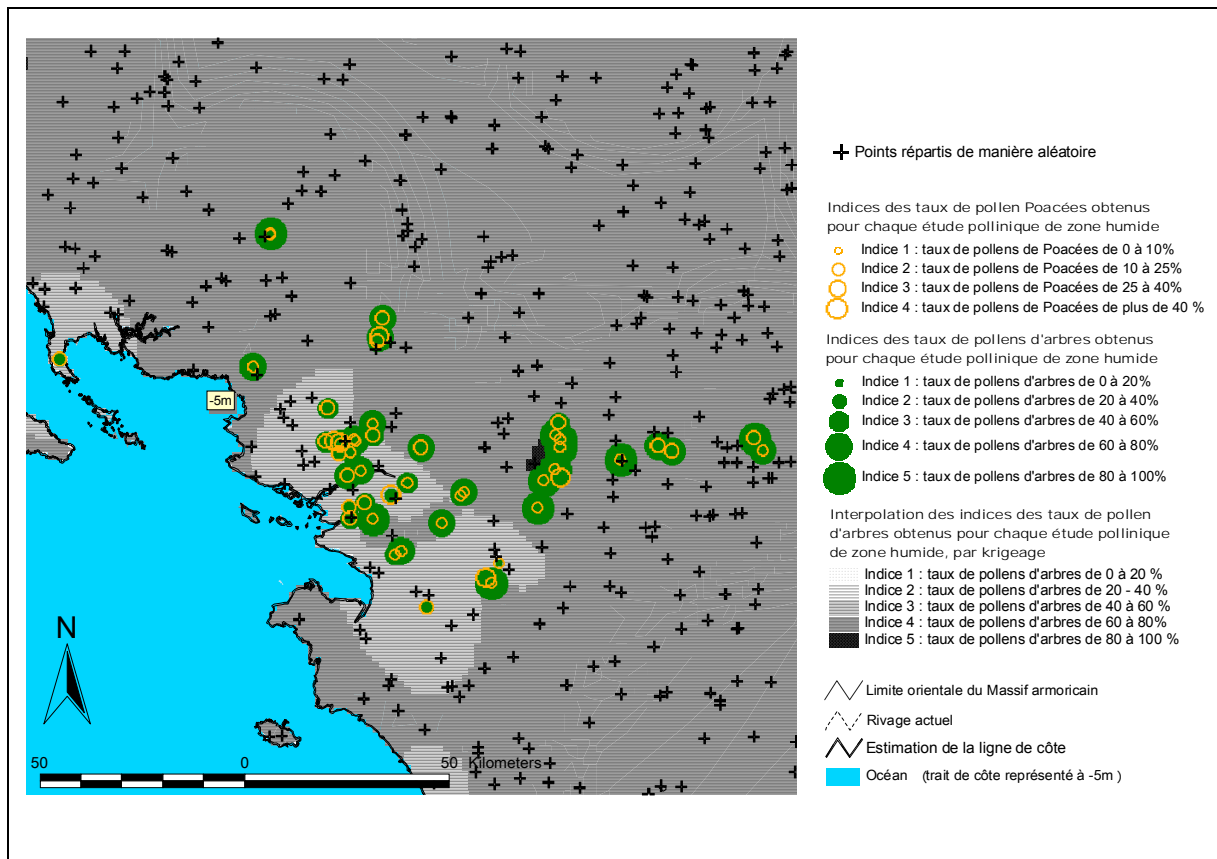 -5m
N
50
0
50
Kilometers
Points répartis de manière aléatoire
Indices des taux de pollen Poacées obtenus
pour chaque étude pollinique de zone humide
Indice 1 : taux de pollens de Poacées de 0 à 10%
Indice 2 : taux de pollens de Poacées de 10 à 25%
Indice 3 : taux de pollens de Poacées de 25 à 40%
Indice 4 : taux de pollens de Poacées de plus de 40 %
Indices des taux de pollens d'arbres obtenus
pour chaque étude pollinique de zone humide
Indice 1 : taux de pollens d'arbres de 0 à 20%
Indice 2 : taux de pollens d'arbres de 20 à 40%
Indice 3 : taux de pollens d'arbres de 40 à 60%
Indice 4 : taux de pollens d'arbres de 60 à 80%
Indice 5 : taux de pollens d'arbres de 80 à 100%
Interpolation des indices des taux de pollen
d'arbres obtenus pour chaque étude pollinique
de zone humide, par krigeage
Indice 1 : taux de pollens d'arbres de 0 à 20 %
Indice 2 : taux de pollens d'arbres de 20 - 40 %
Indice 3 : taux de pollens d'arbres de 40 à 60 %
Indice 4 : taux de pollens d'arbres de 60 à 80%
Indice 5 : taux de pollens d'arbres de 80 à 100 %
Limite orientale du Massif armoricain
Rivage actuel
Estimation de la ligne de côte
Océan (trait de côte représenté à -5m )